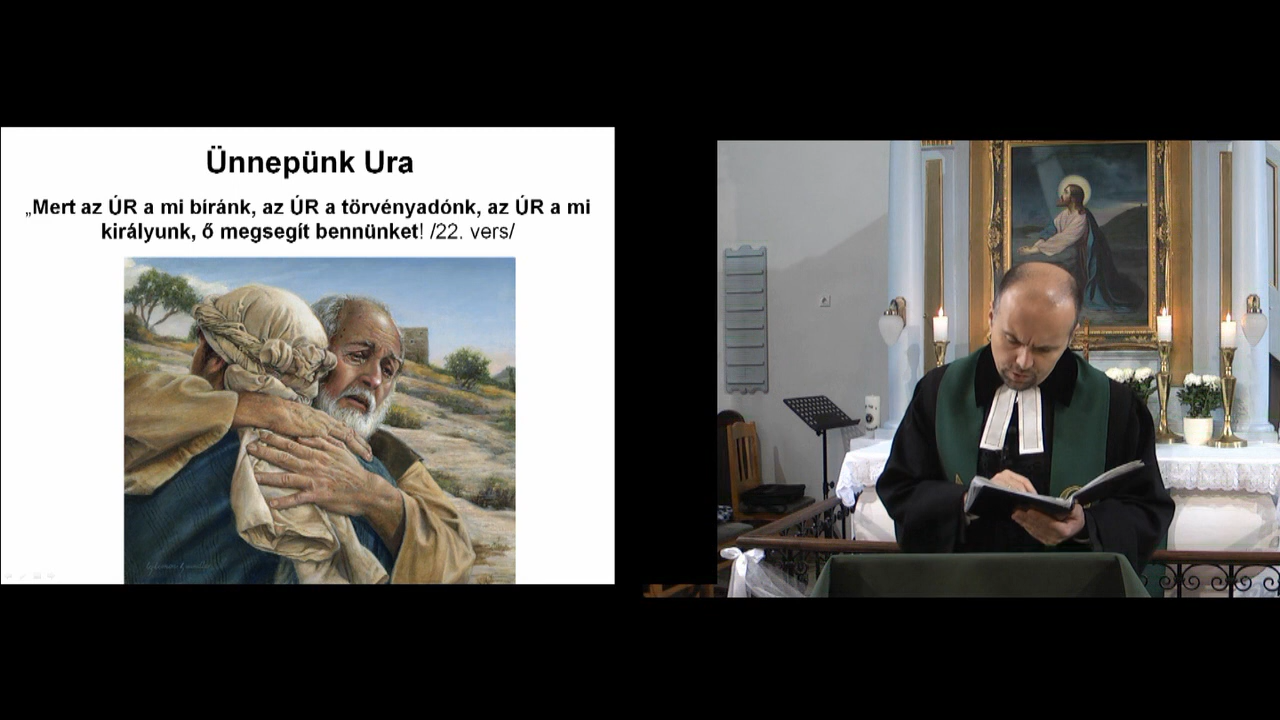 Ünnepünk Ura
„Mert az ÚR a mi bíránk, az ÚR a törvényadónk, az ÚR a mi
királyunk, ő megsegít bennünket! /22. vers/